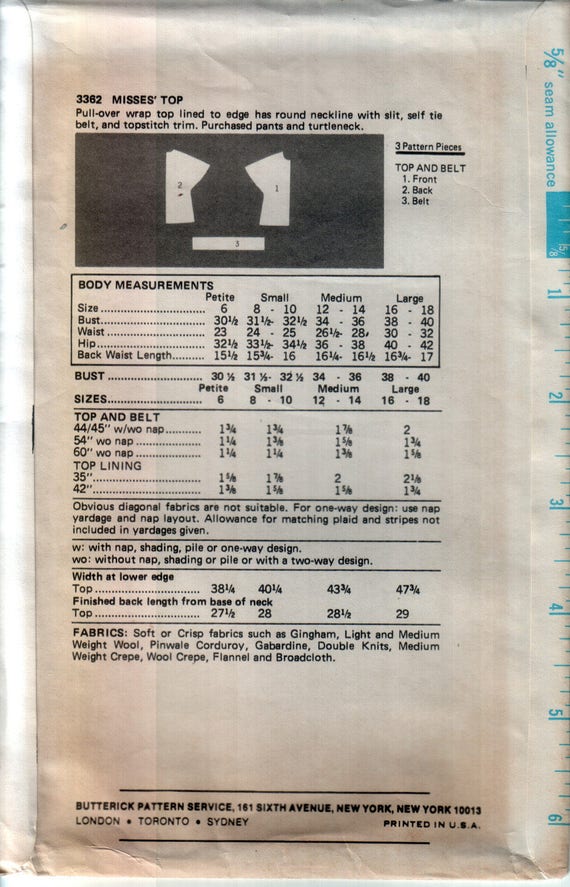 3362 MISSES' TOP
Pull-over wrap top lined to edge has round neckline with slit, self tie
belt, and topstitch trim. Purchased pants and turtleneck.
3 Pattern Pieces
TOP AND BELT
1. Front
2. Back
3. Belt
2
1
3
BODY MEASUREMENTS
Petite Small Medium Large
Size 6 8 - 10 12 - 14 16 - 18
Bust 30½ 31½- 32½ 34 - 36 38 - 40
Waist 23 24 - 25 26½- 28 30 - 32
Hip 32½ 33½- 34½ 36 - 38 40 - 42
Back Waist Length 15½ 15¾- 16 16¼- 16½ 16¾- 17
BUST 30 ½ 31 ½- 32 ½ 34 - 36 38 - 40
Petite Small Medium Large
SIZES 6 8 - 10 12 - 14 16 - 18
TOP AND BELT
44/45" w/wo nap 1¾ 1¾ 1⅞ 2
54" wo nap 1¼ 1⅜ 1⅝ 1¾
60" wo nap 1¼ 1¼ 1⅜ 1⅝
TOP LINING
35" 1⅝ 1⅞ 2 2⅛
42" 1⅜ 1⅝ 1⅝ 1¾
Obvious diagonal fabrics are not suitable. For one-way design: use nap
yardage and nap layout. Allowance for matching plaid and stripes not
included in yardages given.
w: with nap, shading, pile or one-way design.
wo: without nap, shading or pile or with a two-way design.
Width at lower edge
Top 38¼ 40¼ 43¾ 47¾
Finished back length from base of neck
Top 27½ 28 28½ 29
FABRICS: Soft or Crisp fabrics such as Gingham, Light and Medium
Weight Wool, Pinwale Corduroy, Gabardine, Double Knits, Medium
Weight Crepe, Wool Crepe, Flannel and Broadcloth.
BUTTERICK PATTERN SERVICE, 161 SIXTH AVENUE, NEW YORK, NEW YORK 10013
LONDON • TORONTO • SYDNEY PRINTED IN U.S.A.
5/8" seam allowance
5/8
1
2
3
4
5
6